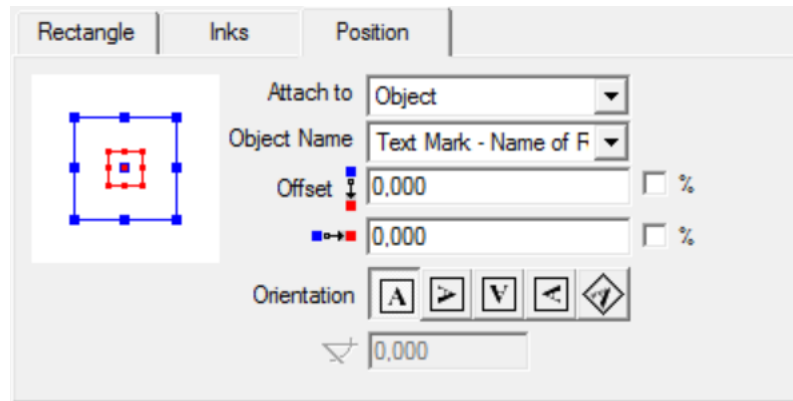 Rectangle Inks Position
Attach to Object
Object Name Text Mark - Name of R
Offset 0,000 %
0,000 %
Orientation A A A A A
0,000